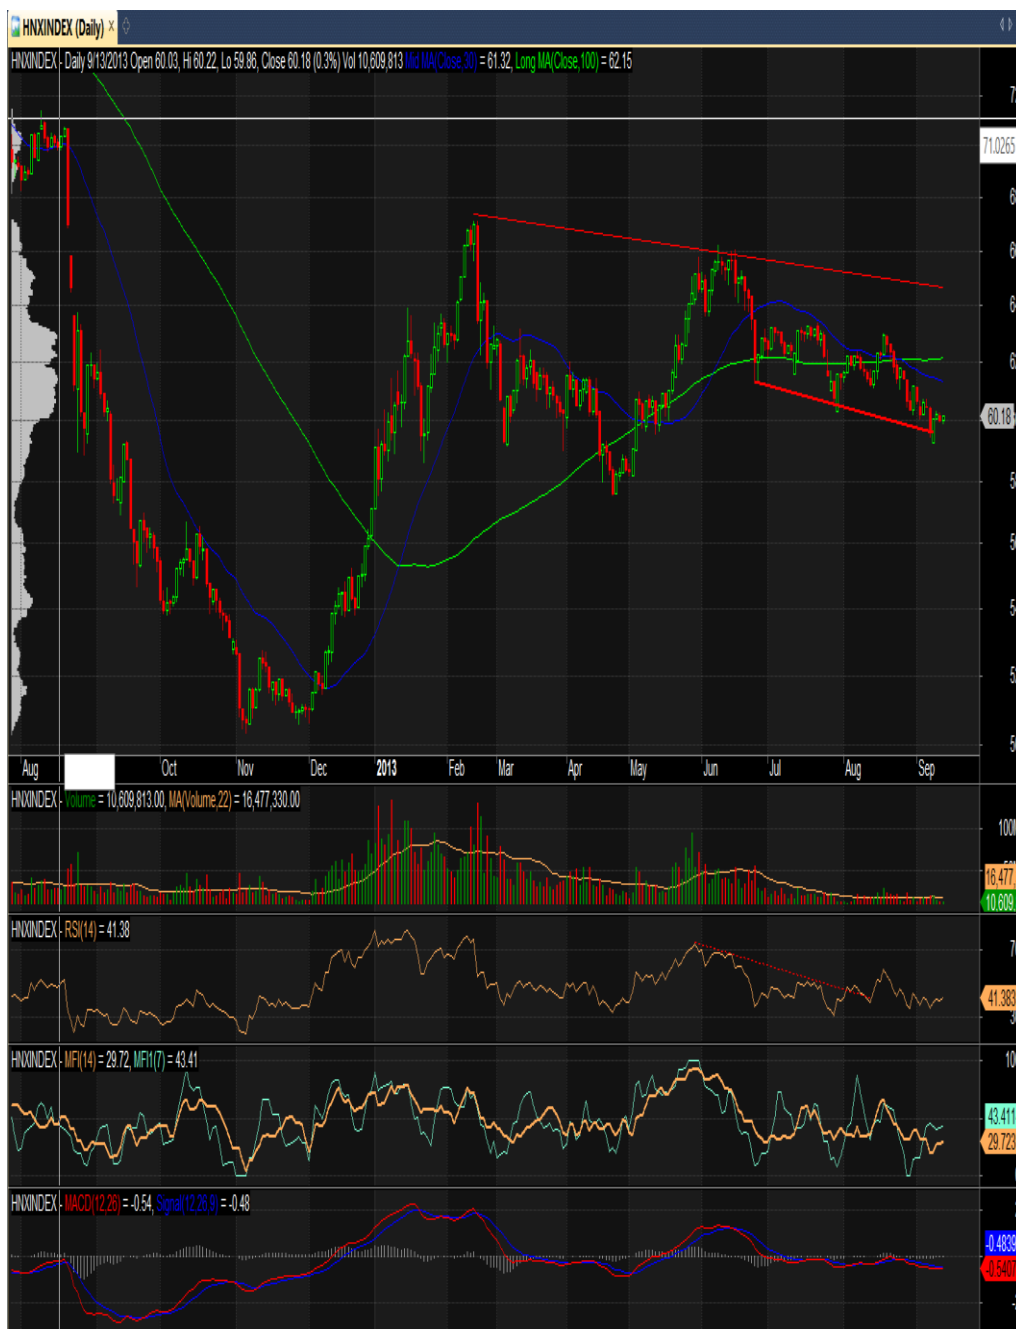 HNXINDEX (Daily)
HNXINDEX - Daily 9/13/2013 Open 60.03, Hi 60.22, Lo 59.86, Close 60.18 (0.3%) Vol 10,609,813 Mid MA(Close,30) = 61.32, Long MA(Close,100) = 62.15
71.0265
60.18
Aug Oct Nov Dec 2013 Feb Mar Apr May Jun Jul Aug Sep
HNXINDEX - Volume = 10,609,813.00, MA(Volume,22) = 16,477,330.00
100M
16,477,
10,609,
HNXINDEX - RSI(14) = 41.38
41.383
HNXINDEX - MFI(14) = 29.72, MFI1(7) = 43.41
43.411
29.723
HNXINDEX - MACD(12,26) = -0.54, Signal(12,26,9) = -0.48
-0.4839
-0.5407